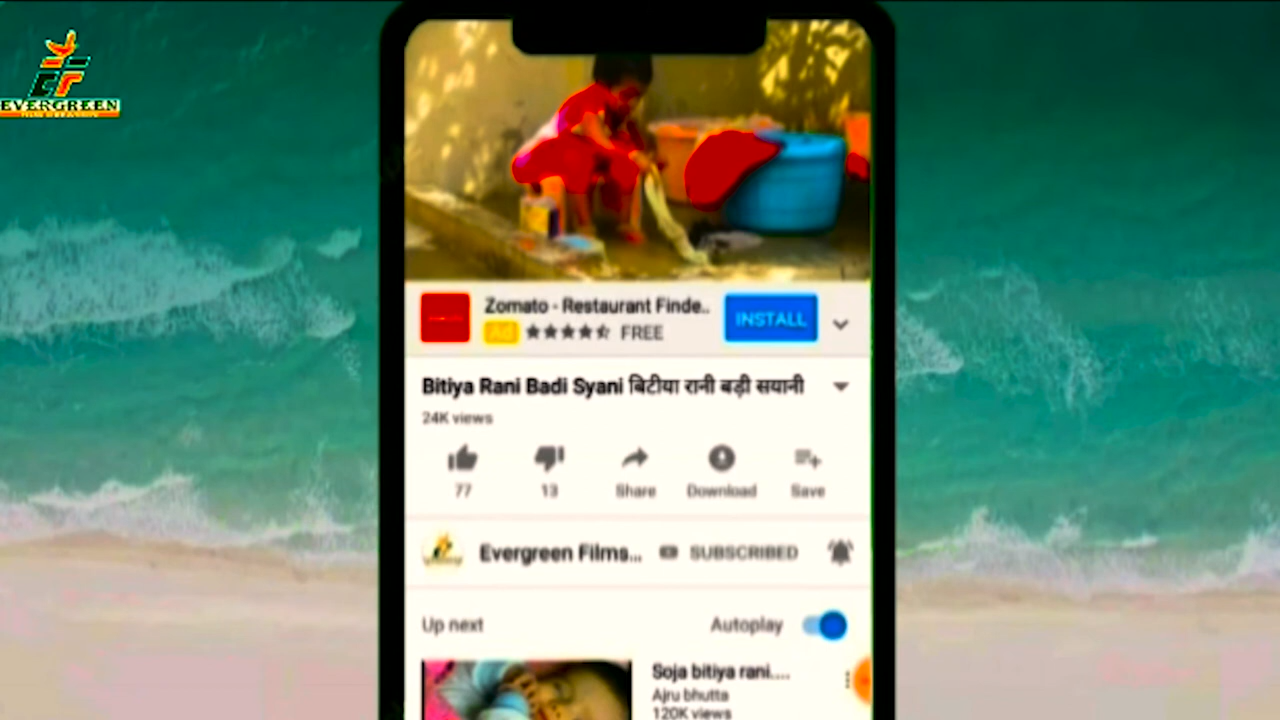 EVERGREEN
Zomato - Restaurant Finde..
INSTALL
Ad
FREE
Bitiya Rani Badi Syani बिटीया रानी बड़ी सयानी
24K views
77
13
Share
Download
Save
Evergreen Films...
SUBSCRIBED
Up next
Autoplay
Soja bitiya rani....
Ajru bhutta
120K views